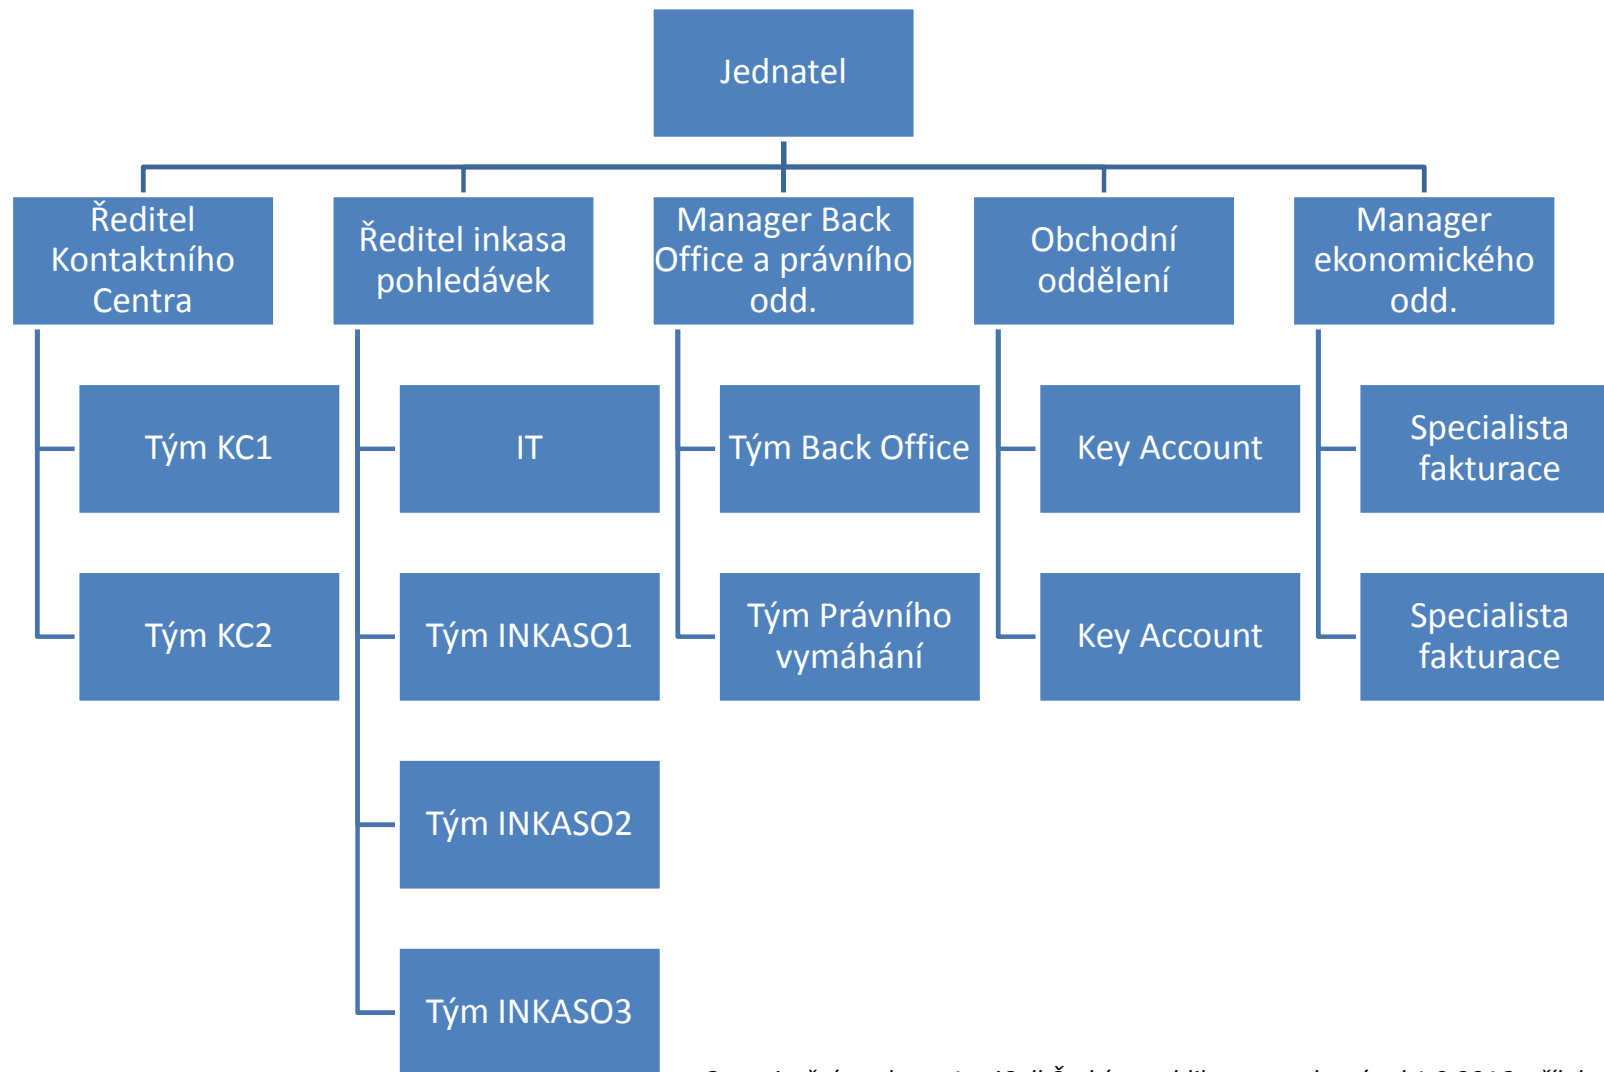 Jednatel
Ředitel
Kontaktního
Centra
Ředitel inkasa
pohledávek
Manager Back
Office a právního
odd.
Obchodní
oddělení
Manager
ekonomického
odd.
Tým KC1
IT
Tým Back Office
Key Account
Specialista
fakturace
Tým KC2
Tým INKASO1
Tým Právního
vymáhání
Key Account
Specialista
fakturace
Tým INKASO2
Tým INKASO3